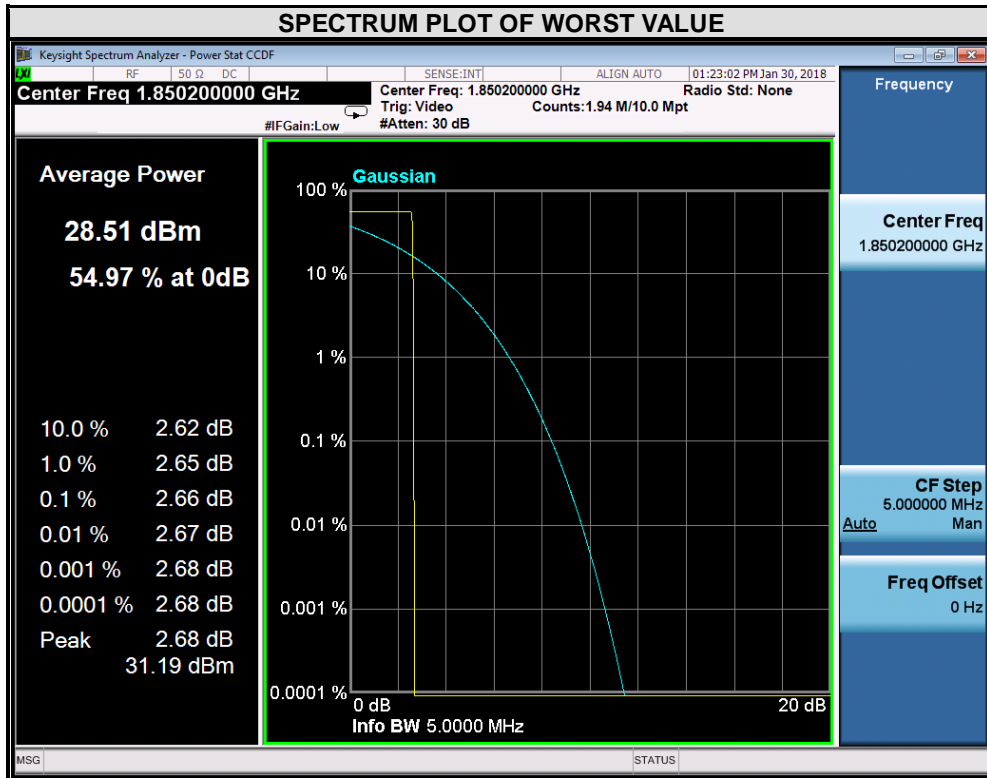 SPECTRUM PLOT OF WORST VALUE
Keysight Spectrum Analyzer - Power Stat CCDF
LXI RF 50 Ω DC SENSE:INT ALIGN AUTO 01:23:02 PM Jan 30, 2018
Center Freq 1.850200000 GHz
#IFGain:Low
Center Freq: 1.850200000 GHz Radio Std: None
Trig: Video Counts:1.94 M/10.0 Mpt
#Atten: 30 dB
Average Power
28.51 dBm
54.97 % at 0dB
10.0 % 2.62 dB
1.0 % 2.65 dB
0.1 % 2.66 dB
0.01 % 2.67 dB
0.001 % 2.68 dB
0.0001 % 2.68 dB
Peak 2.68 dB
31.19 dBm
Gaussian
100 %
10 %
1 %
0.1 %
0.01 %
0.001 %
0.0001 %
0 dB 20 dB
Info BW 5.0000 MHz
Frequency
Center Freq
1.850200000 GHz
CF Step
5.000000 MHz
Auto Man
Freq Offset
0 Hz
MSG STATUS